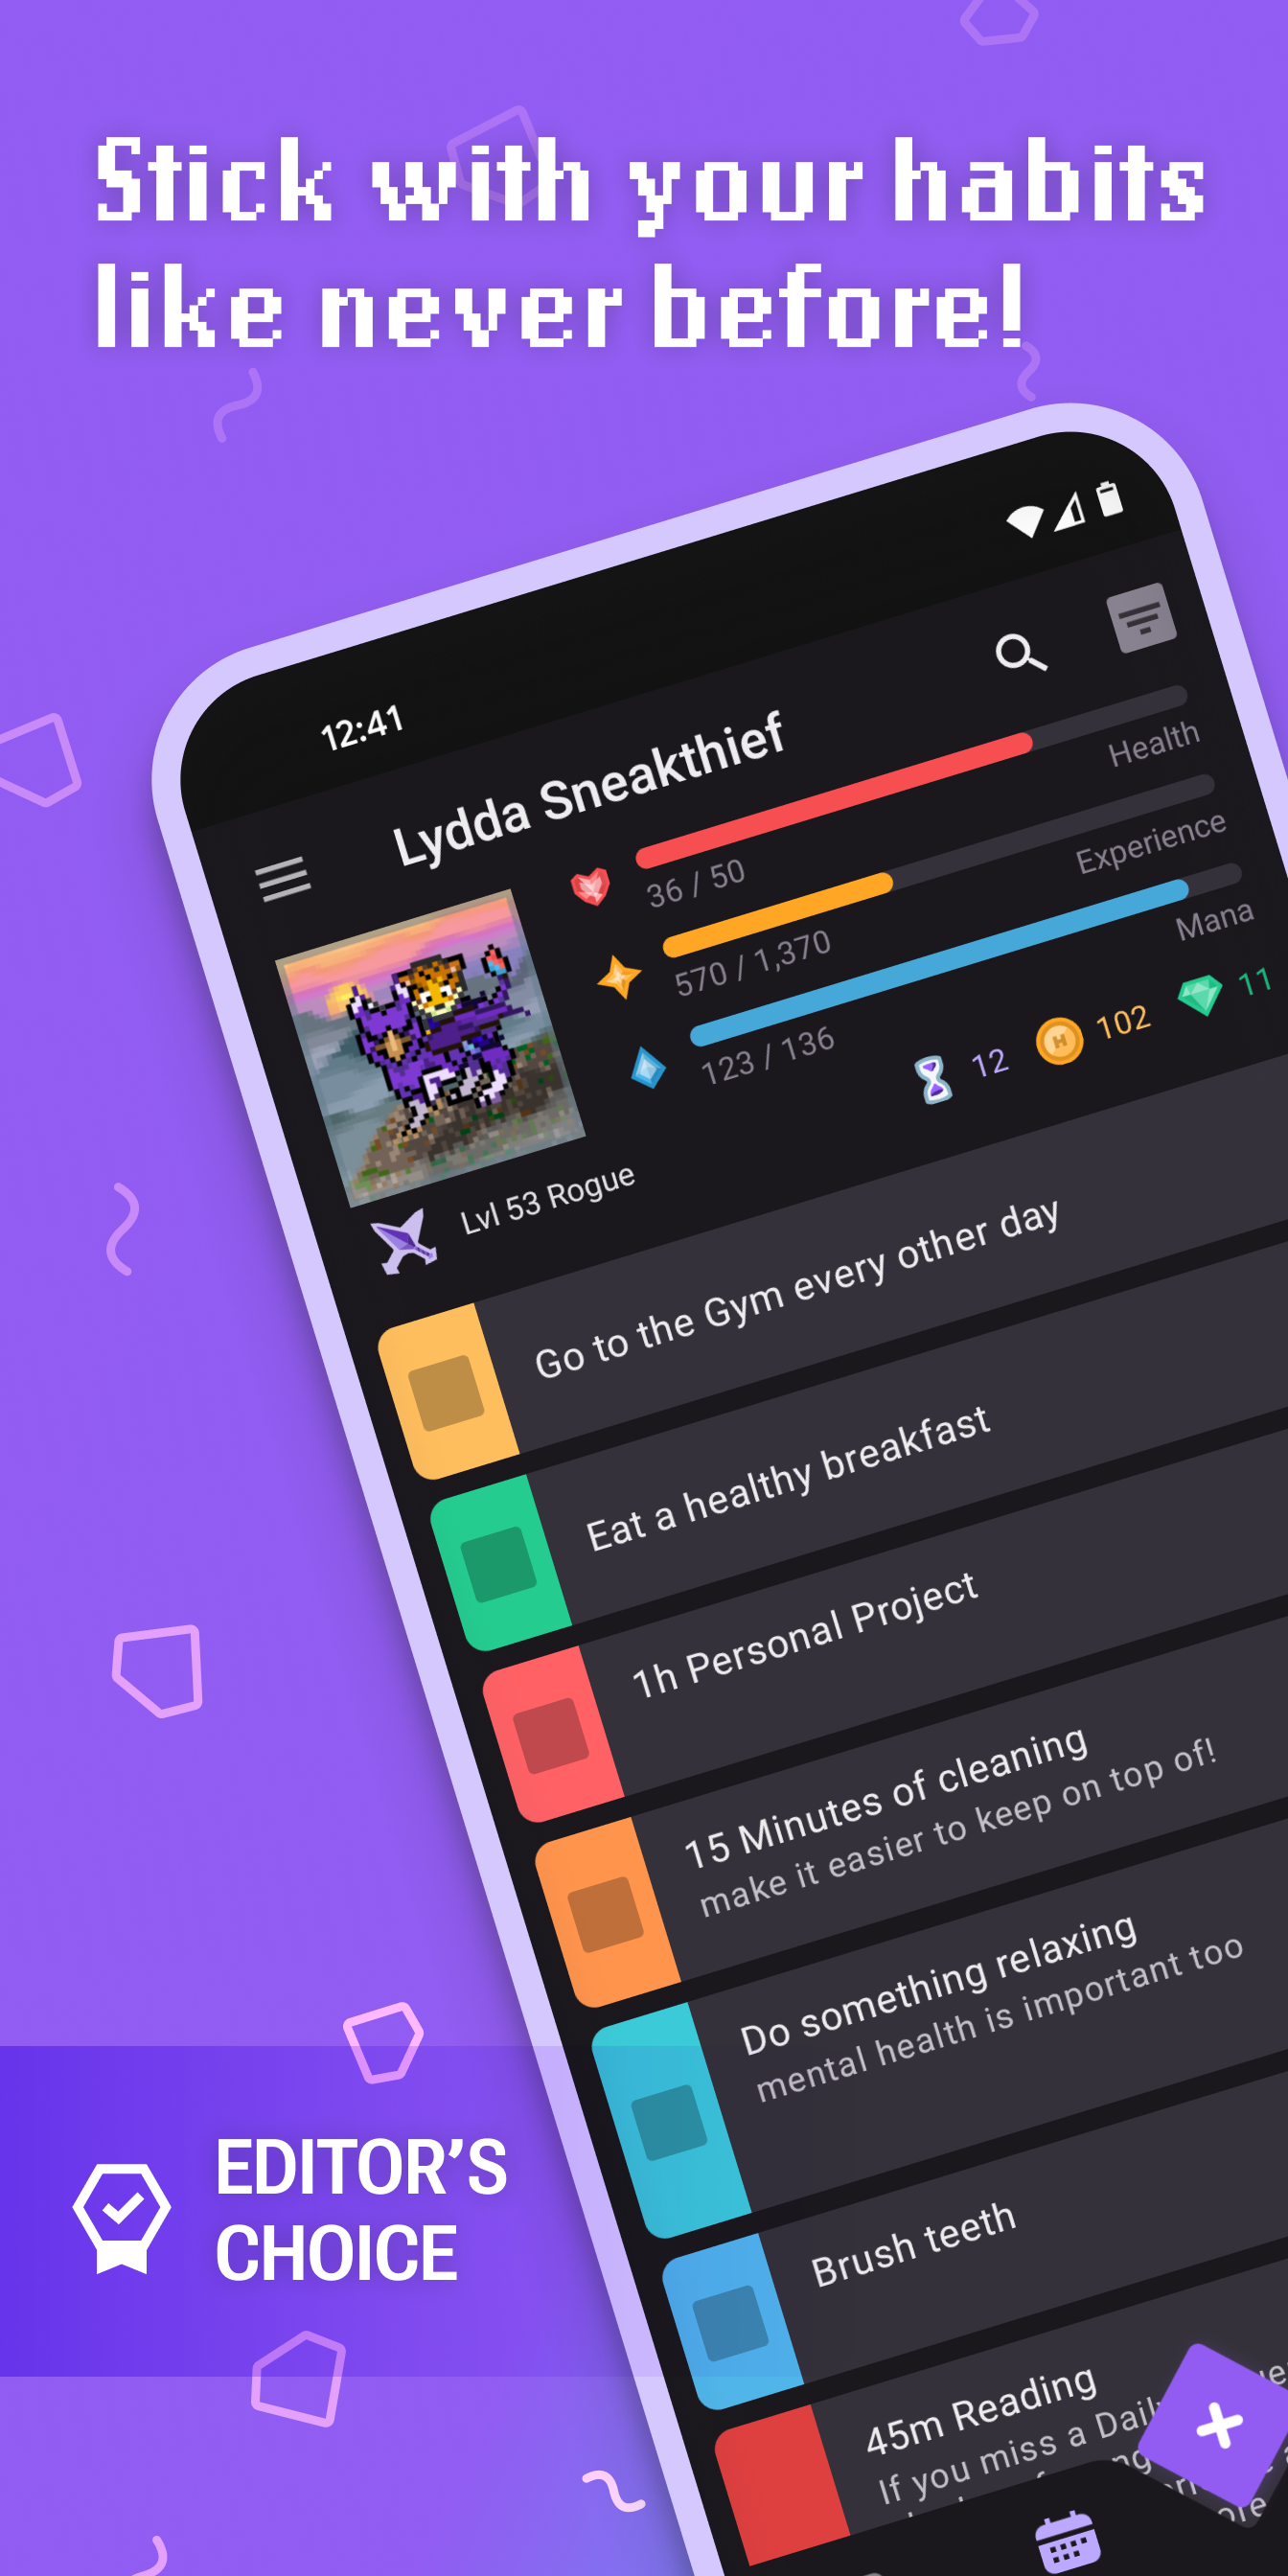 Stick with your habits
like never before!
12:41
Lydda Sneakthief
Health
36 / 50
Experience
570 / 1,370
Mana
123 / 136
12
H
102
11
Lvl 53 Rogue
Go to the Gym every other day
Eat a healthy breakfast
1h Personal Project
15 Minutes of cleaning
make it easier to keep on top of!
Do something relaxing
mental health is important too
EDITOR’S
CHOICE
Brush teeth
45m Reading
If you miss a